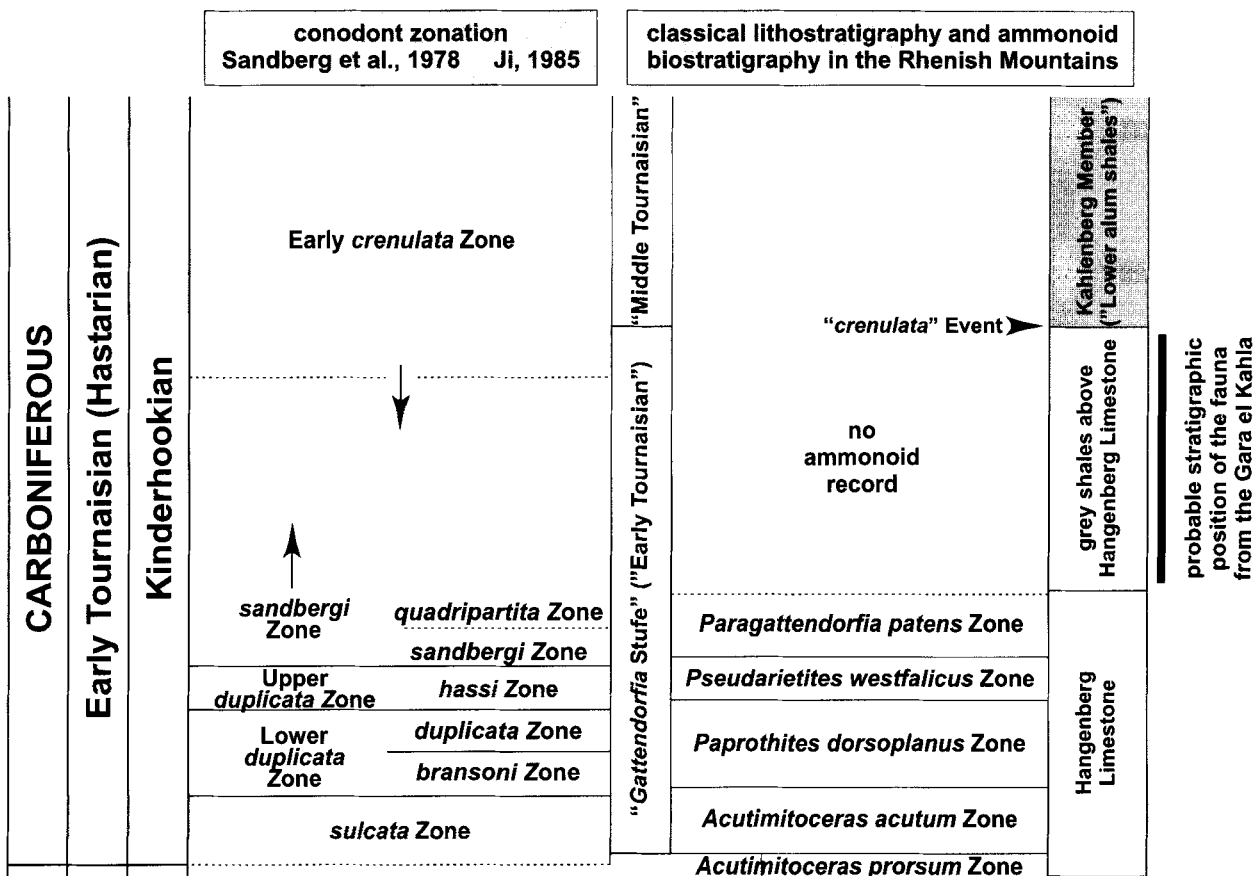 conodont zonation
Sandberg et al., 1978 Ji, 1985
classical lithostratigraphy and ammonoid
biostratigraphy in the Rhenish Mountains
CARBONIFEROUS
Early Tournaisian (Hastarian)
Kinderhookian
Early crenulata Zone
sandbergi
Zone
quadripartita Zone
sandbergi Zone
Upper
duplicata Zone
hassi Zone
Lower
duplicata
Zone
duplicata Zone
bransoni Zone
sulcata Zone
"Middle Tournaisian"
"Gattendorfia Stufe" ("Early Tournaisian")
"crenulata" Event
no
ammonoid
record
Paragattendorfia patens Zone
Pseudarietites westfalicus Zone
Paprothites dorsoplanus Zone
Acutimitoceras acutum Zone
Acutimitoceras prorsum Zone
Kahlenberg Member
("Lower alum shales")
grey shales above
Hangenberg Limestone
Hangenberg
Limestone
probable stratigraphic
position of the fauna
from the Gara el Kahla